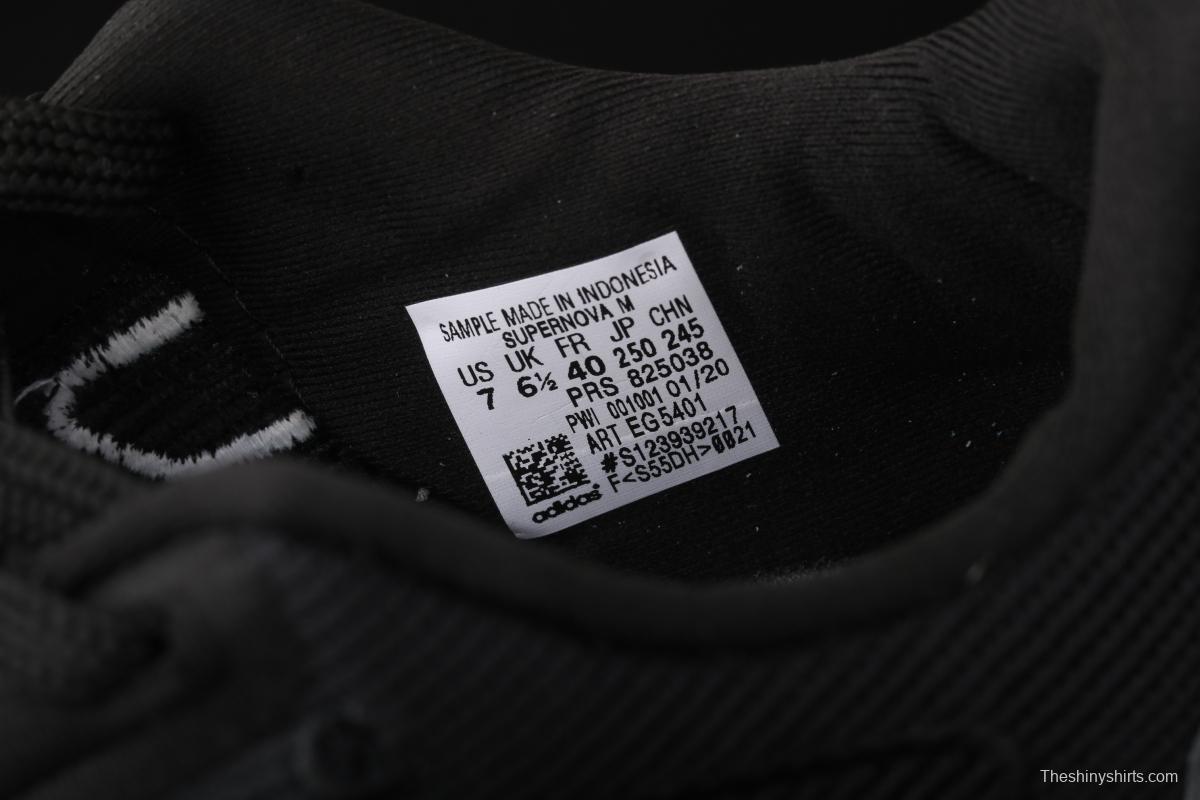 SAMPLE MADE IN INDONESIA
SUPERNOVA M
US UK FR JP CHN
7 6½ 40 250 245
PRS 825038
PWI 001001 01/20
ART EG5401
#S123939217
F<S55DH>0021
adidas
Theshinyshirts.com